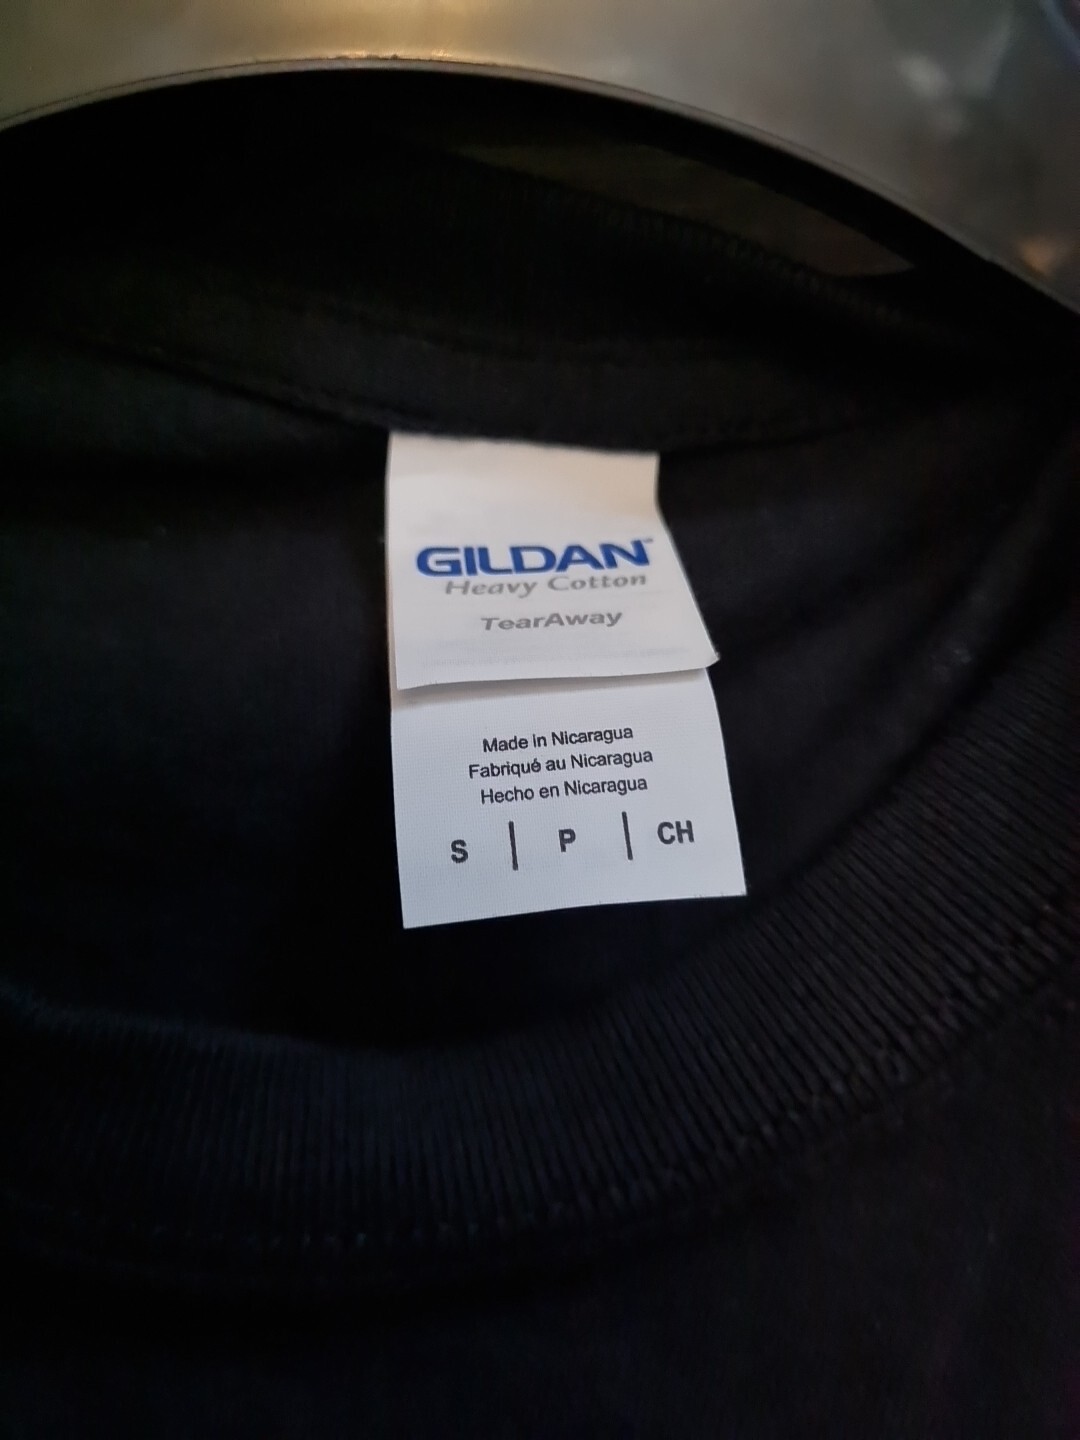 GILDAN
Heavy Cotton
TearAway
Made in Nicaragua
Fabriqué au Nicaragua
Hecho en Nicaragua
S | P | CH